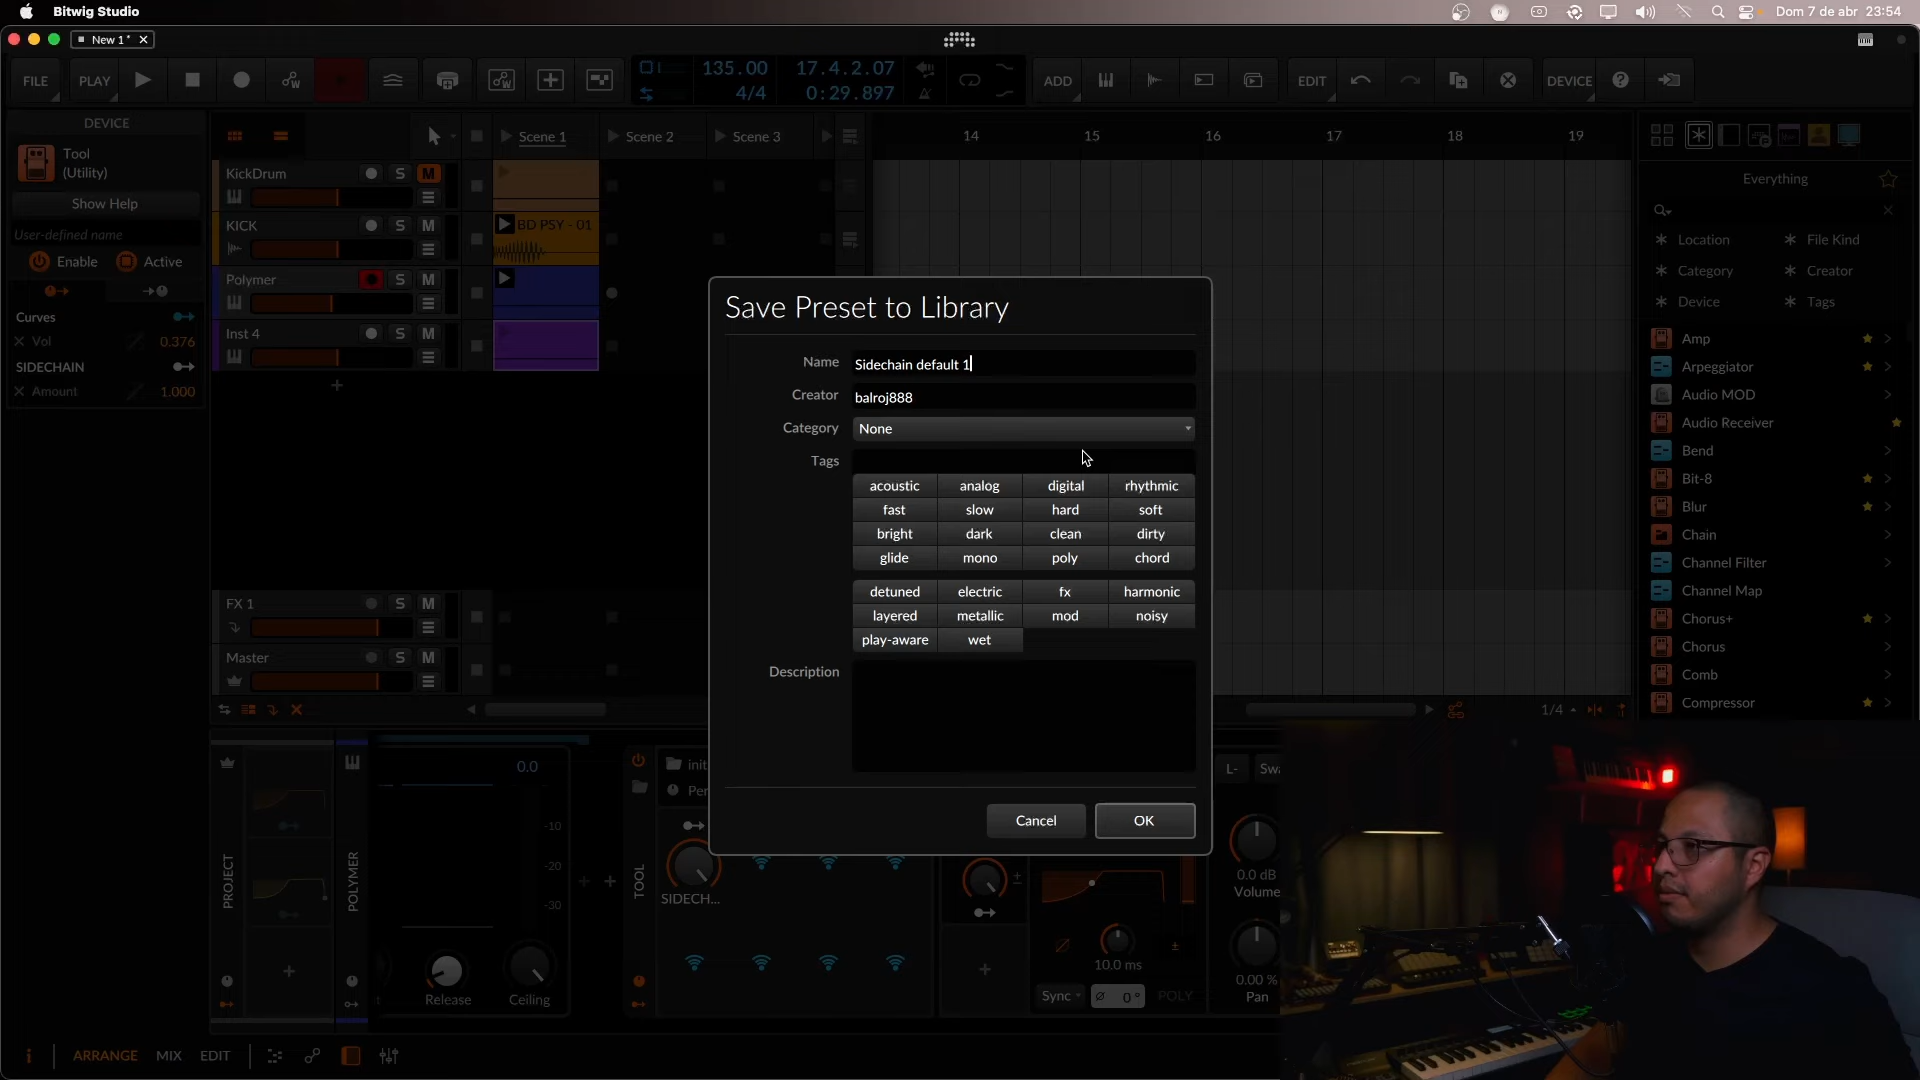 Bitwig Studio
Dom 7 de abr 23:54
New 1*
FILE
PLAY
135.00
4/4
17.4.2.07
0:29.897
ADD
EDIT
DEVICE
DEVICE
Tool
(Utility)
Show Help
User-defined name
Enable
Active
Curves
Vol
0.376
SIDECHAIN
Amount
1.000
Scene 1
Scene 2
Scene 3
KickDrum
S
M
KICK
S
M
BD PSY - 01
Polymer
S
M
Inst 4
S
M
FX 1
S
M
Master
S
M
14
15
16
17
18
19
1/4
Everything
Location
File Kind
Category
Creator
Device
Tags
Amp
Arpeggiator
Audio MOD
Audio Receiver
Bend
Bit-8
Blur
Chain
Channel Filter
Channel Map
Chorus+
Chorus
Comb
Compressor
Save Preset to Library
Name
Sidechain default 1
Creator
balroj888
Category
None
Tags
acoustic
analog
digital
rhythmic
fast
slow
hard
soft
bright
dark
clean
dirty
glide
mono
poly
chord
detuned
electric
fx
harmonic
layered
metallic
mod
noisy
play-aware
wet
Description
Cancel
OK
PROJECT
POLYMER
0.0
-10
-20
-30
Release
Ceiling
TOOL
init
Per
SIDECH...
10.0 ms
Sync
0 °
POLY
L-
Swa
0.0 dB
Volume
0.00 %
Pan
ARRANGE
MIX
EDIT